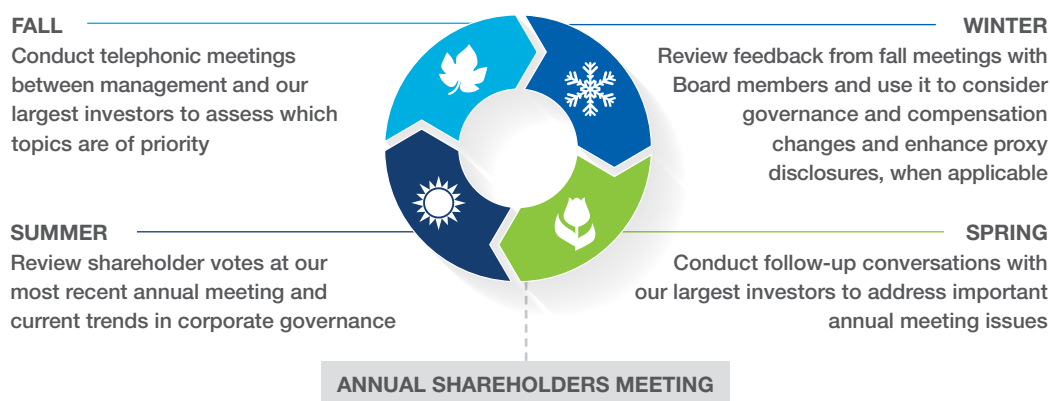 FALL
Conduct telephonic meetings
between management and our
largest investors to assess which
topics are of priority
WINTER
Review feedback from fall meetings with
Board members and use it to consider
governance and compensation
changes and enhance proxy
disclosures, when applicable
SUMMER
Review shareholder votes at our
most recent annual meeting and
current trends in corporate governance
SPRING
Conduct follow-up conversations with
our largest investors to address important
annual meeting issues
ANNUAL SHAREHOLDERS MEETING